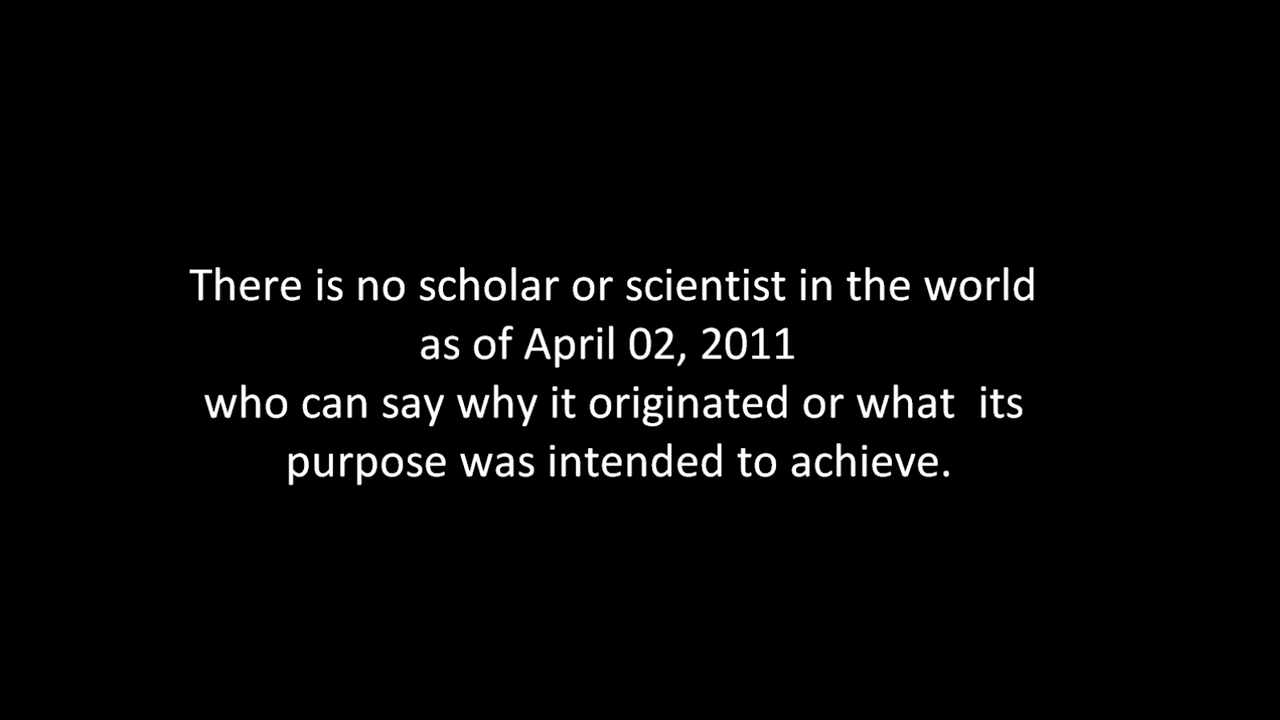 There is no scholar or scientist in the world
as of April 02, 2011
who can say why it originated or what  its
purpose was intended to achieve.